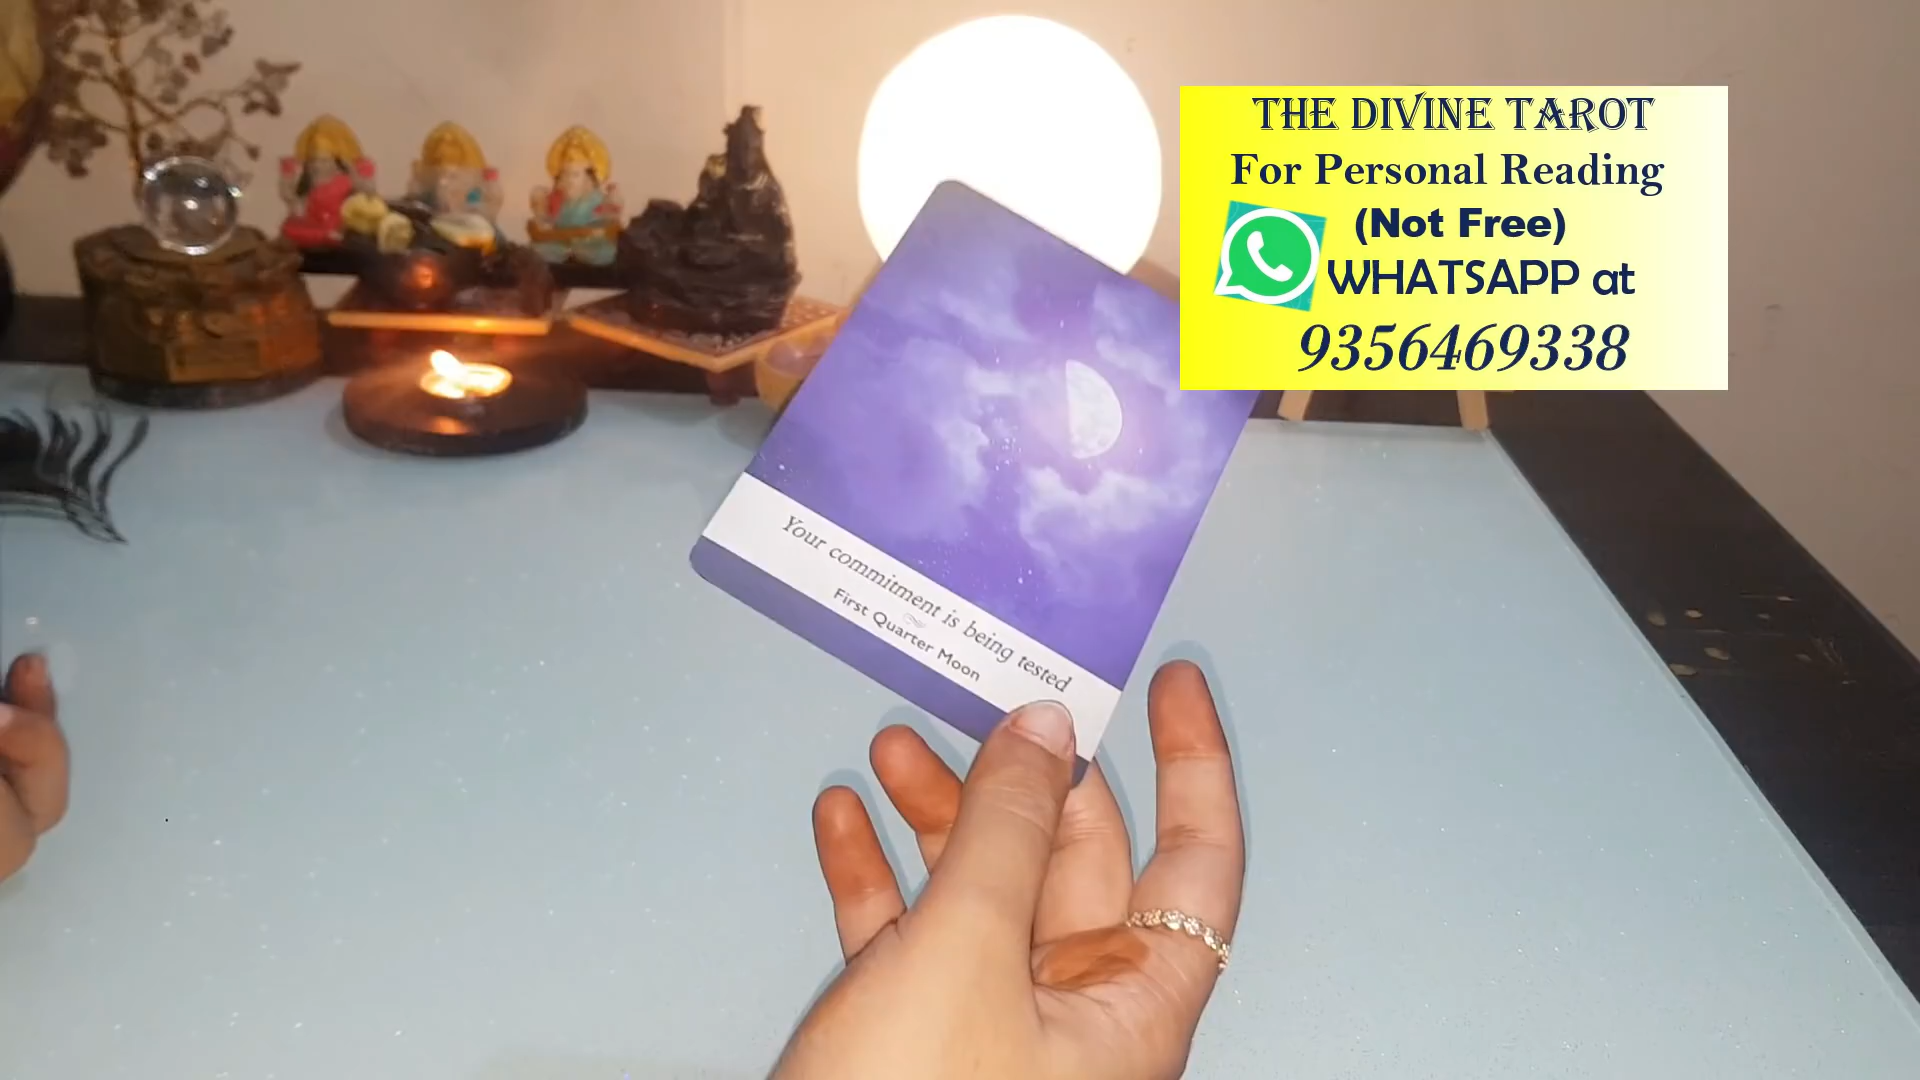 THE DIVINE TAROT
For Personal Reading
(Not Free)
WHATSAPP at
9356469338
Your commitment is being tested
First Quarter Moon